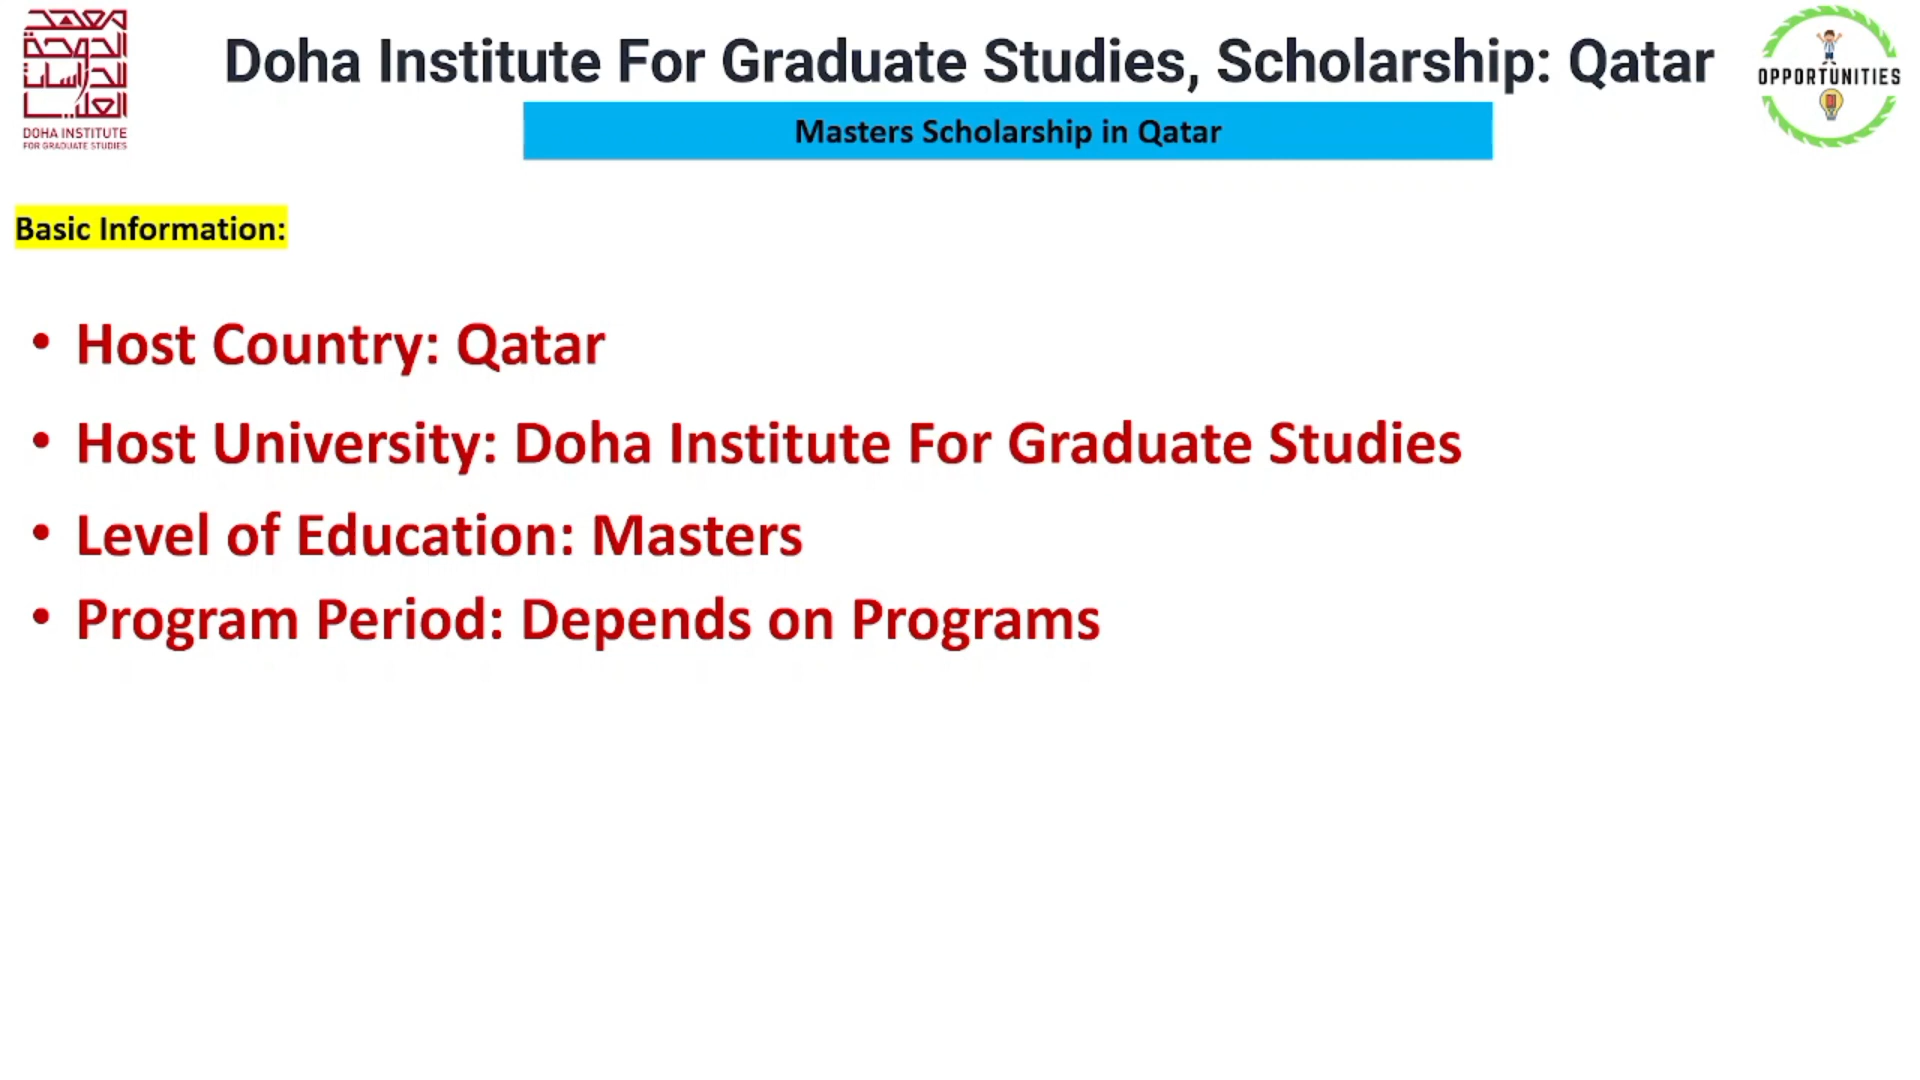 معهد
الدوحة
للدراسات
العليا
DOHA INSTITUTE
FOR GRADUATE STUDIES
Doha Institute For Graduate Studies, Scholarship: Qatar
OPPORTUNITIES
Masters Scholarship in Qatar
Basic Information:
• Host Country: Qatar
• Host University: Doha Institute For Graduate Studies
• Level of Education: Masters
• Program Period: Depends on Programs